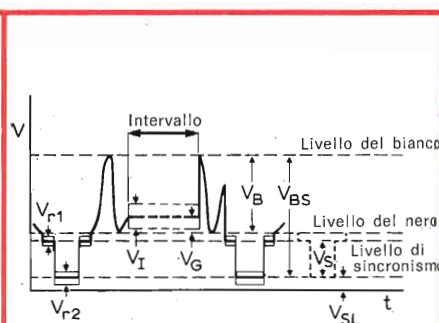 Intervallo
V
Livello del bianco
V_B
V_BS
V_r1
Livello del nero
V_I
V_G
V_S
Livello di
sincronismo
V_r2
V_SL
t